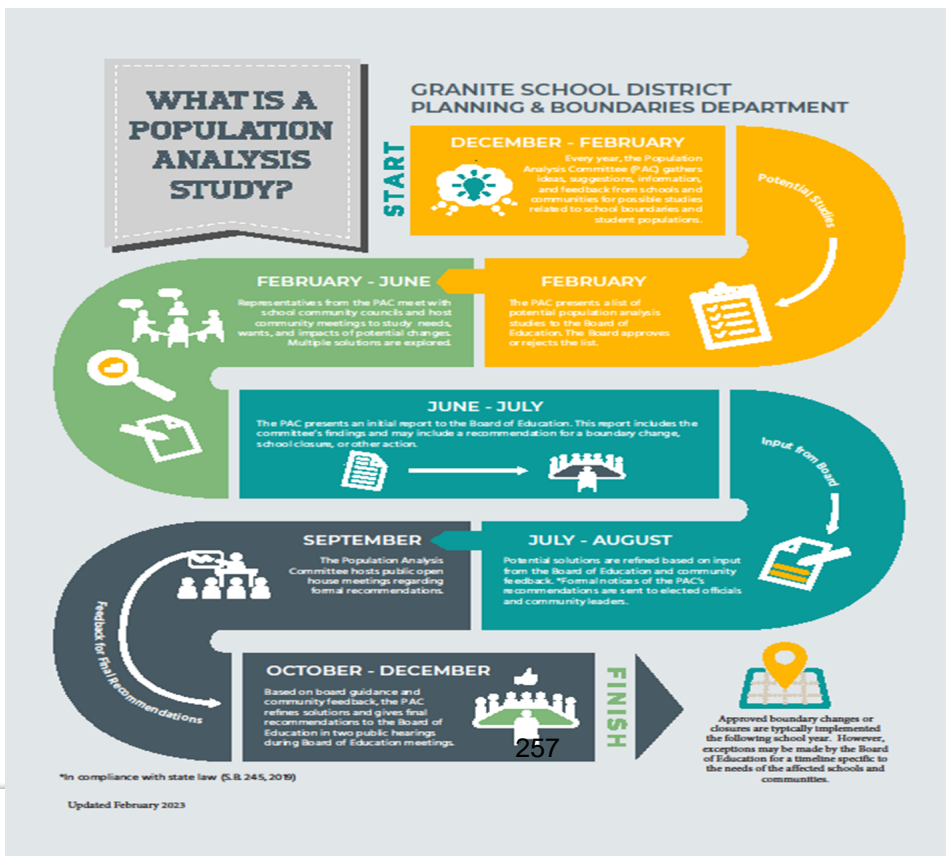 WHAT IS A
POPULATION
ANALYSIS
STUDY?
GRANITE SCHOOL DISTRICT
PLANNING & BOUNDARIES DEPARTMENT
START
DECEMBER - FEBRUARY
Every year, the Population
Analysis Committee (PAC) gathers
ideas, suggestions, information,
and feedback from schools and
communities for possible studies
related to school boundaries and
student populations.
Potential Studies
FEBRUARY
The PAC presents a list of
potential population analysis
studies to the Board of
Education. The Board approves
or rejects the list.
FEBRUARY - JUNE
Representatives from the PAC meet with
school community councils and host
community meetings to study needs,
wants, and impacts of potential changes.
Multiple solutions are explored.
JUNE - JULY
The PAC presents an initial report to the Board of Education. This report includes the
committee's findings and may include a recommendation for a boundary change,
school closure, or other action.
Input from Board
JULY - AUGUST
Potential solutions are refined based on input
from the Board of Education and community
feedback. *Formal notices of the PAC's
recommendations are sent to elected officials
and community leaders.
SEPTEMBER
The Population Analysis
Committee hosts public open
house meetings regarding
formal recommendations.
Feedback for Final Recommendations
OCTOBER - DECEMBER
Based on board guidance and
community feedback, the PAC
refines solutions and gives final
recommendations to the Board of
Education in two public hearings
during Board of Education meetings.
257
FINISH
Approved boundary changes or
closures are typically implemented
the following school year. However,
exceptions may be made by the Board
of Education for a timeline specific to
the needs of the affected schools and
communities.
*In compliance with state law (S.B. 245, 2019)
Updated February 2023